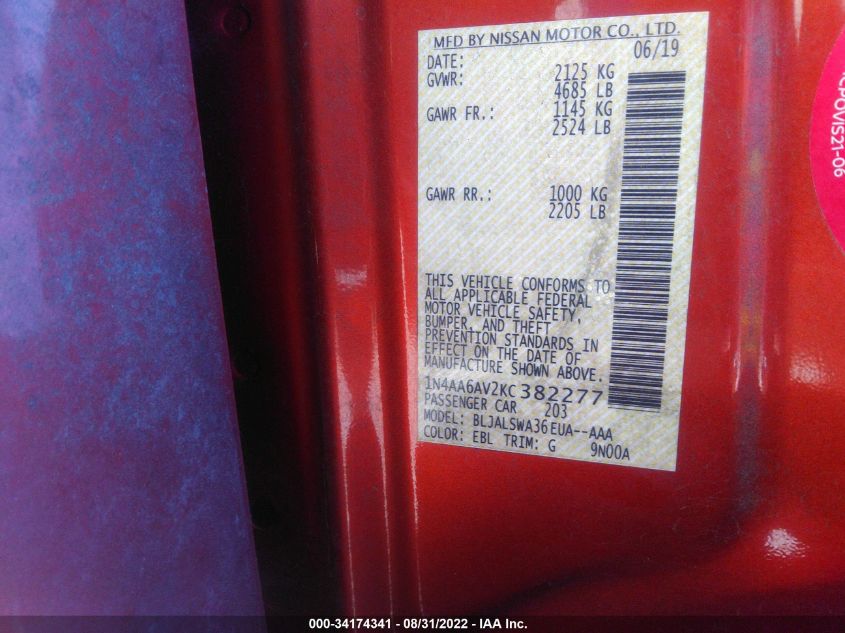 MFD BY NISSAN MOTOR CO., LTD.
DATE: 06/19
GVWR: 2125 KG
4685 LB
GAWR FR.: 1145 KG
2524 LB
GAWR RR.: 1000 KG
2205 LB
THIS VEHICLE CONFORMS TO
ALL APPLICABLE FEDERAL
MOTOR VEHICLE SAFETY,
BUMPER, AND THEFT
PREVENTION STANDARDS IN
EFFECT ON THE DATE OF
MANUFACTURE SHOWN ABOVE.
1N4AA6AV2KC382277
PASSENGER CAR 203
MODEL: BLJALSWA36EUA--AAA
COLOR: EBL TRIM: G 9N00A
CPOVIS21-06
000-34174341 - 08/31/2022 - IAA Inc.